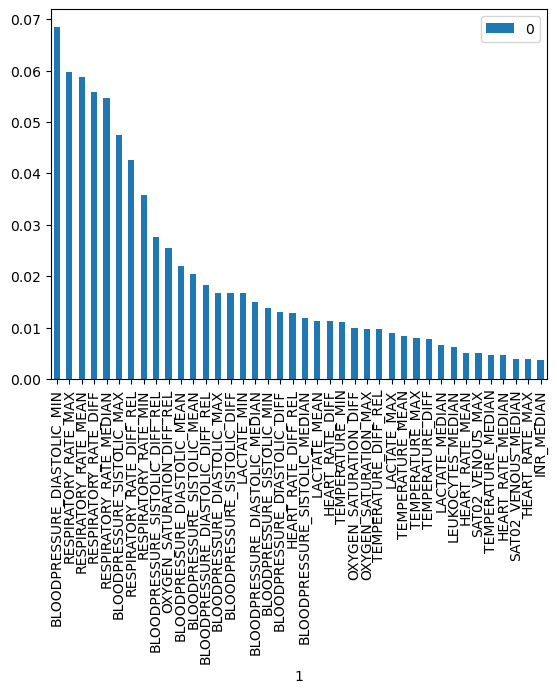 0.07
0.06
0.05
0.04
0.03
0.02
0.01
0.00
0
BLOODPRESSURE_DIASTOLIC_MIN
RESPIRATORY_RATE_MAX
RESPIRATORY_RATE_MEAN
RESPIRATORY_RATE_DIFF
RESPIRATORY_RATE_MEDIAN
BLOODPRESSURE_SISTOLIC_MAX
RESPIRATORY_RATE_DIFF_REL
RESPIRATORY_RATE_MIN
BLOODPRESSURE_SISTOLIC_DIFF_REL
OXYGEN_SATURATION_DIFF_REL
BLOODPRESSURE_DIASTOLIC_MEAN
BLOODPRESSURE_SISTOLIC_MEAN
BLOODPRESSURE_DIASTOLIC_DIFF_REL
BLOODPRESSURE_DIASTOLIC_MAX
BLOODPRESSURE_SISTOLIC_DIFF
LACTATE_MIN
BLOODPRESSURE_DIASTOLIC_MEDIAN
BLOODPRESSURE_SISTOLIC_MIN
BLOODPRESSURE_DIASTOLIC_DIFF
HEART_RATE_DIFF_REL
BLOODPRESSURE_SISTOLIC_MEDIAN
LACTATE_MEAN
HEART_RATE_DIFF
TEMPERATURE_MIN
OXYGEN_SATURATION_DIFF
OXYGEN_SATURATION_MAX
TEMPERATURE_DIFF_REL
LACTATE_MAX
TEMPERATURE_MEAN
TEMPERATURE_MAX
TEMPERATURE_DIFF
LACTATE_MEDIAN
LEUKOCYTES_MEDIAN
HEART_RATE_MEAN
SAT02_VENOUS_MAX
TEMPERATURE_MEDIAN
HEART_RATE_MEDIAN
SAT02_VENOUS_MEDIAN
HEART_RATE_MAX
INR_MEDIAN
1